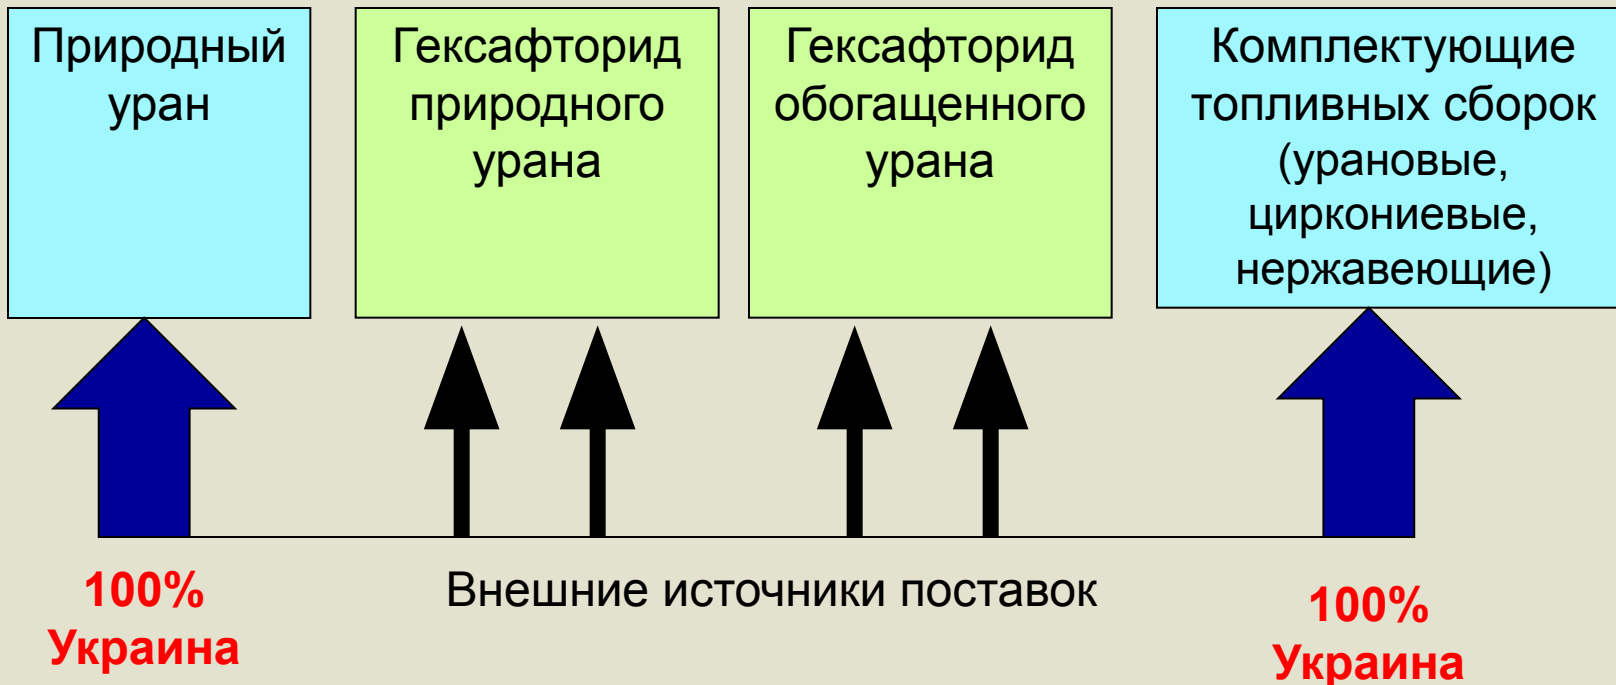 Природный
уран
Гексафторид
природного
урана
Гексафторид
обогащенного
урана
Комплектующие
топливных сборок
(урановые,
циркониевые,
нержавеющие)
100%
Украина
Внешние источники поставок
100%
Украина